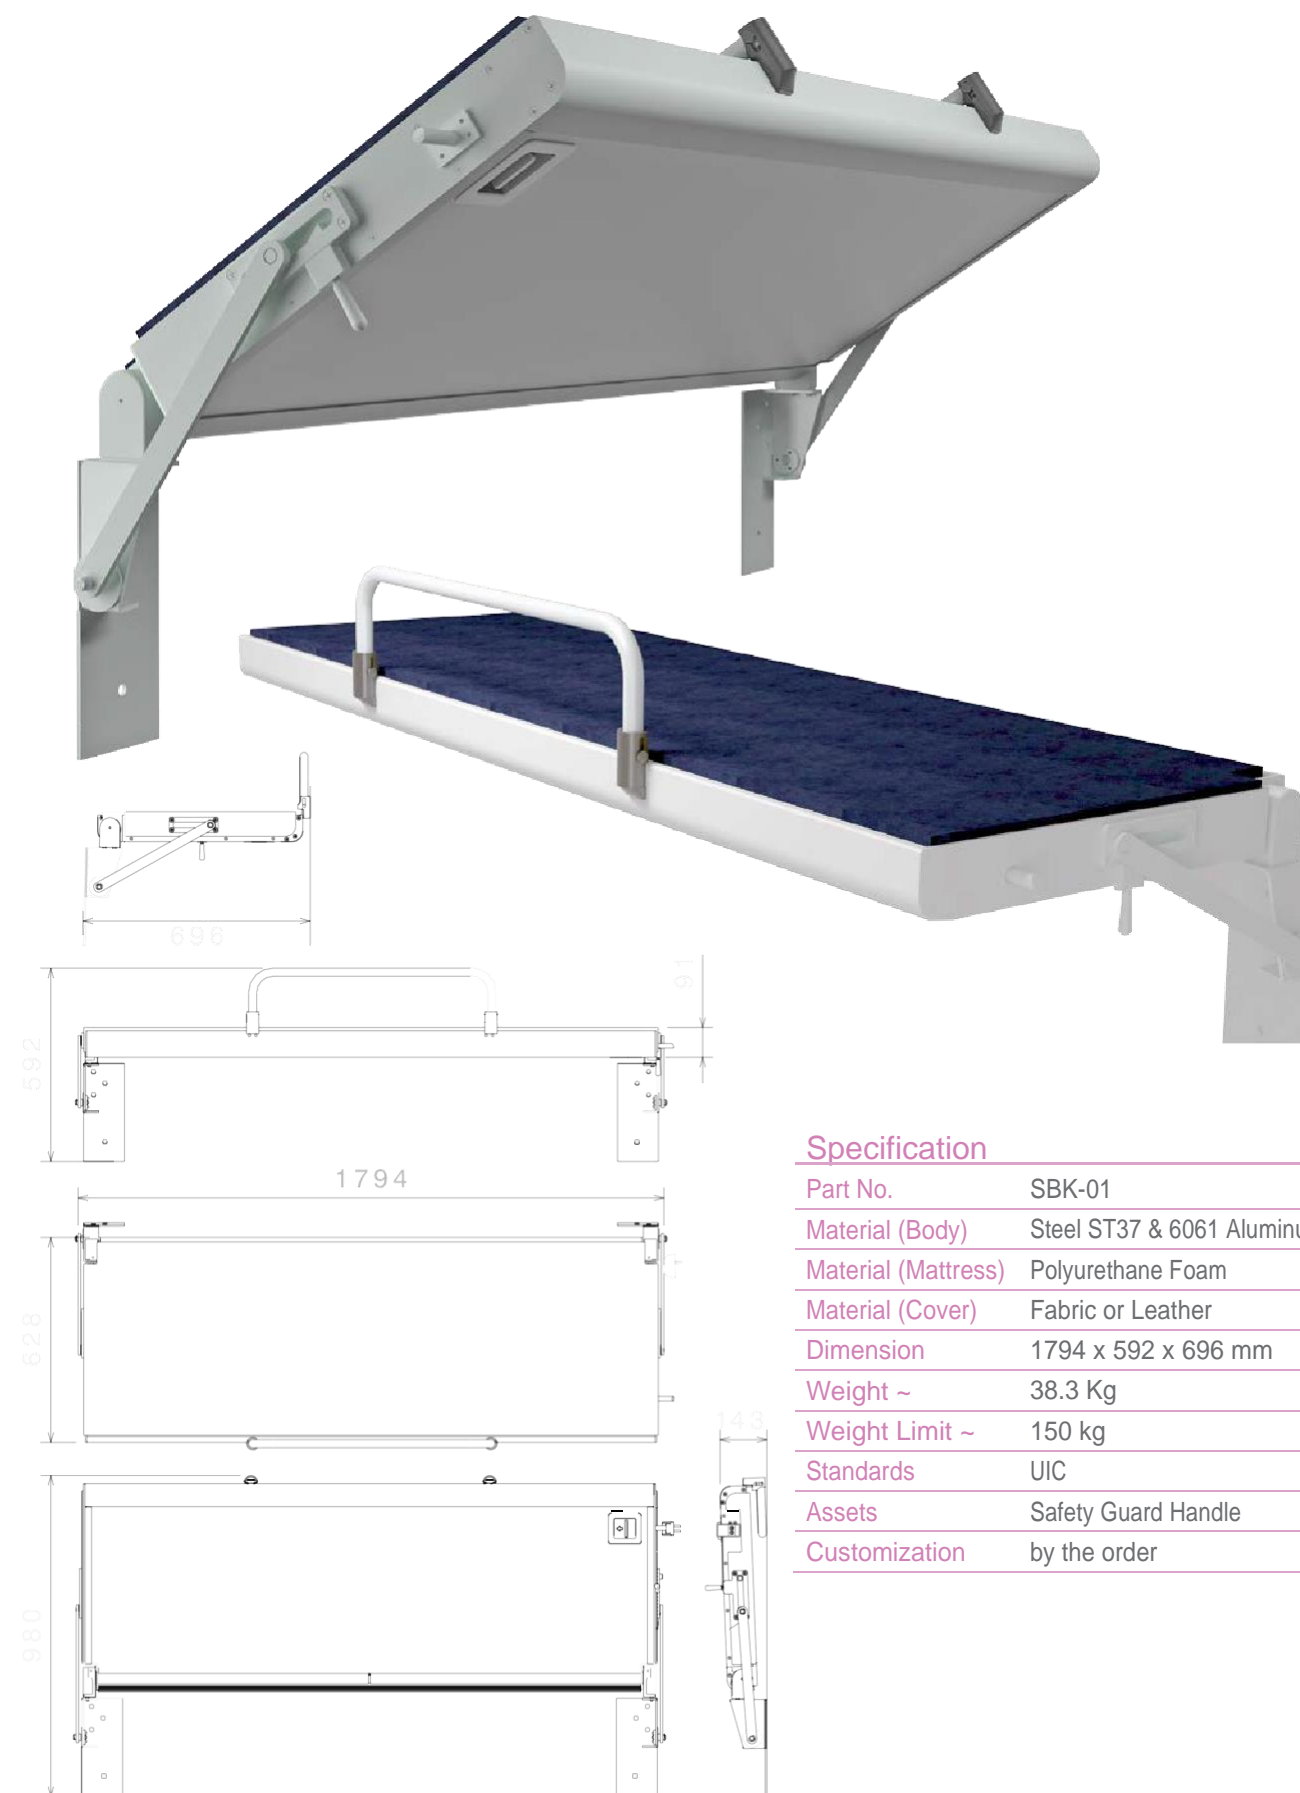 696
91
592
1794
628
Specification
Part No. SBK-01
Material (Body) Steel ST37 & 6061 Aluminu
Material (Mattress) Polyurethane Foam
Material (Cover) Fabric or Leather
Dimension 1794 x 592 x 696 mm
Weight ~ 38.3 Kg
Weight Limit ~ 150 kg
Standards UIC
Assets Safety Guard Handle
Customization by the order
143
980